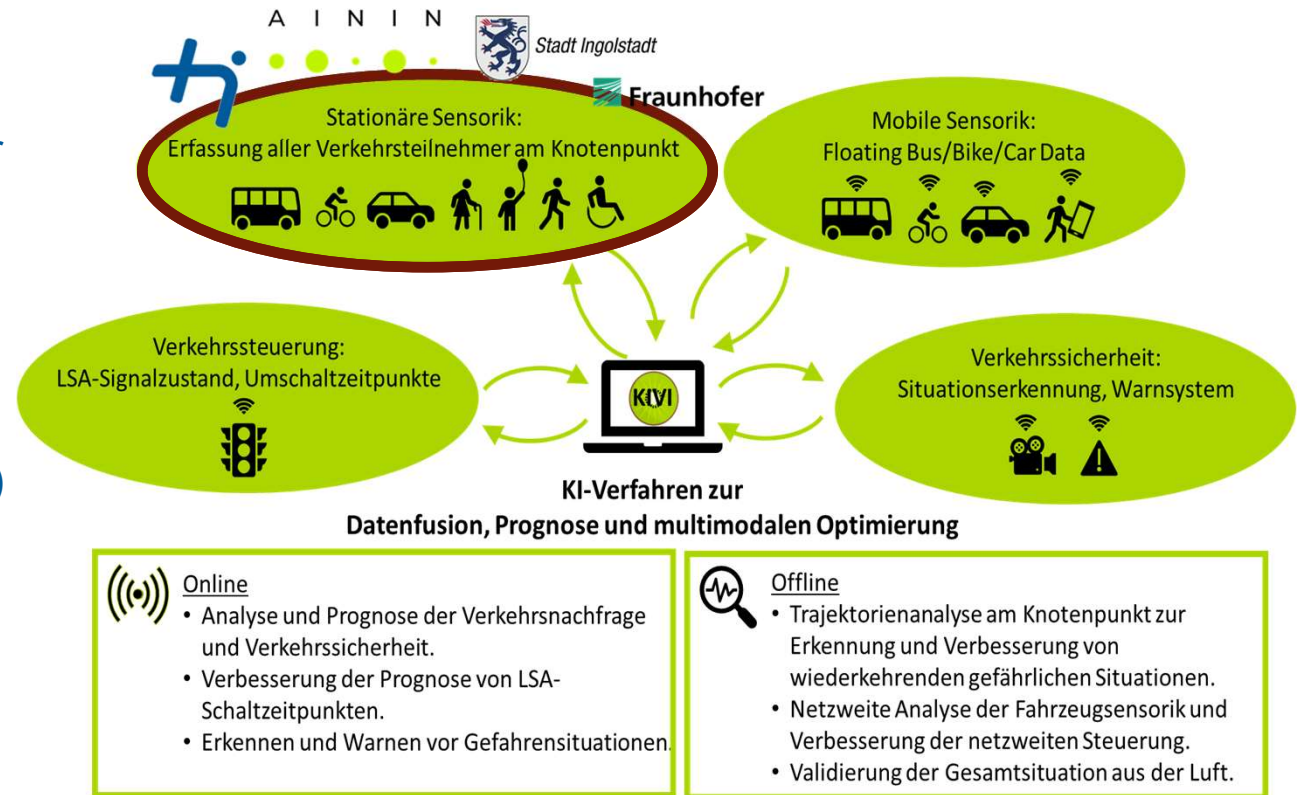 A I N I N
Stadt Ingolstadt
Fraunhofer
Stationäre Sensorik:
Erfassung aller Verkehrsteilnehmer am Knotenpunkt
Mobile Sensorik:
Floating Bus/Bike/Car Data
Verkehrssteuerung:
LSA-Signalzustand, Umschaltzeitpunkte
Verkehrssicherheit:
Situationserkennung, Warnsystem
KIVI
KI-Verfahren zur
Datenfusion, Prognose und multimodalen Optimierung
Online
• Analyse und Prognose der Verkehrsnachfrage
und Verkehrssicherheit.
• Verbesserung der Prognose von LSA-
Schaltzeitpunkten.
• Erkennen und Warnen vor Gefahrensituationen.
Offline
• Trajektorienanalyse am Knotenpunkt zur
Erkennung und Verbesserung von
wiederkehrenden gefährlichen Situationen.
• Netzweite Analyse der Fahrzeugsensorik und
Verbesserung der netzweiten Steuerung.
• Validierung der Gesamtsituation aus der Luft.